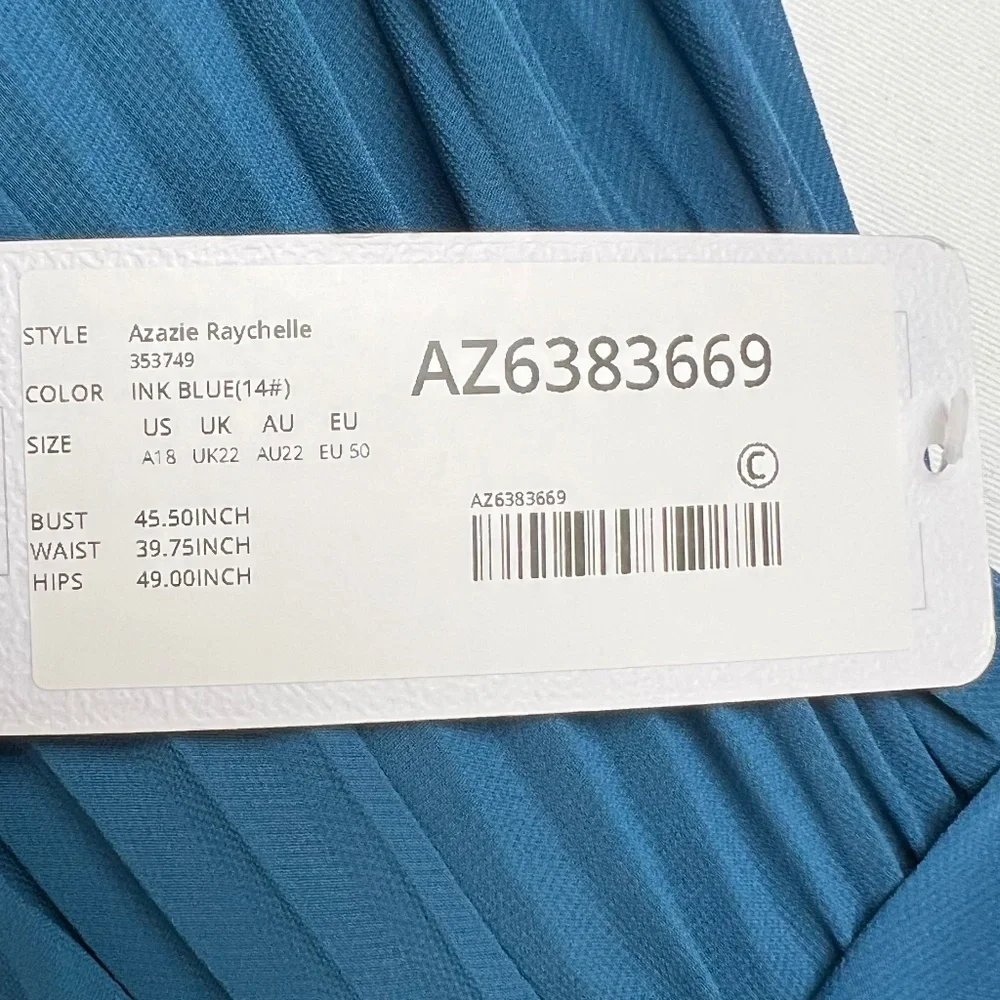 STYLE Azazie Raychelle
353749
COLOR INK BLUE(14#)
SIZE US UK AU EU
A18 UK22 AU22 EU 50
BUST 45.50INCH
WAIST 39.75INCH
HIPS 49.00INCH
AZ6383669
©
AZ6383669